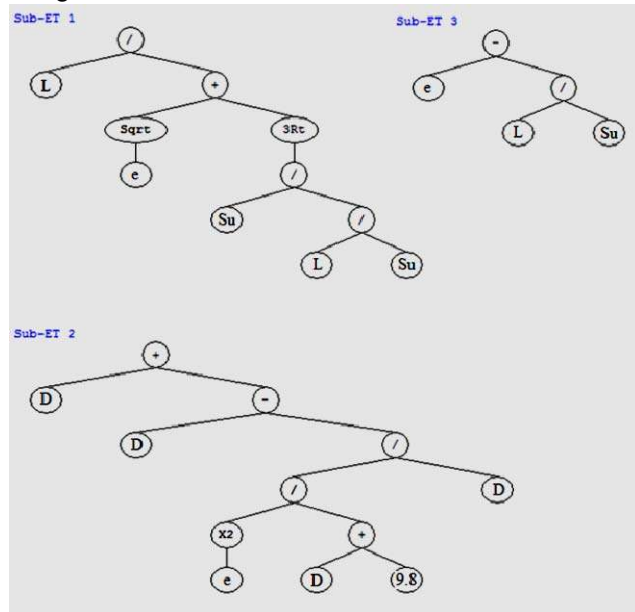 Sub-ET 1
Sub-ET 3
/
-
L
+
e
/
Sqrt
3Rt
L
Su
e
/
Su
/
L
Su
Sub-ET 2
+
D
-
D
/
/
D
X2
+
e
D
9.8